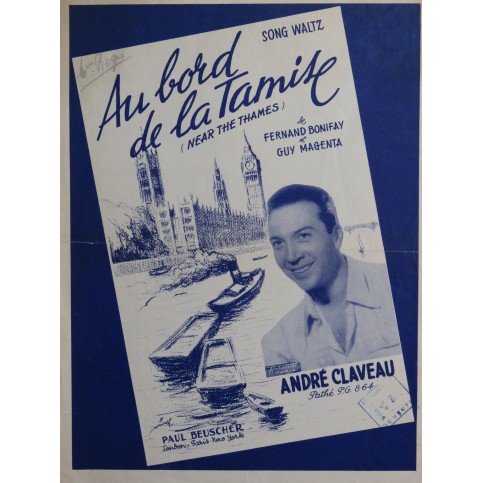 SONG WALTZ
Au bord
de la Tamise
(NEAR THE THAMES)
de
FERNAND BONIFAY
et
GUY MAGENTA
ANDRÉ CLAVEAU
Pathé PG. 864
PAUL BEUSCHER
London-Paris-New York